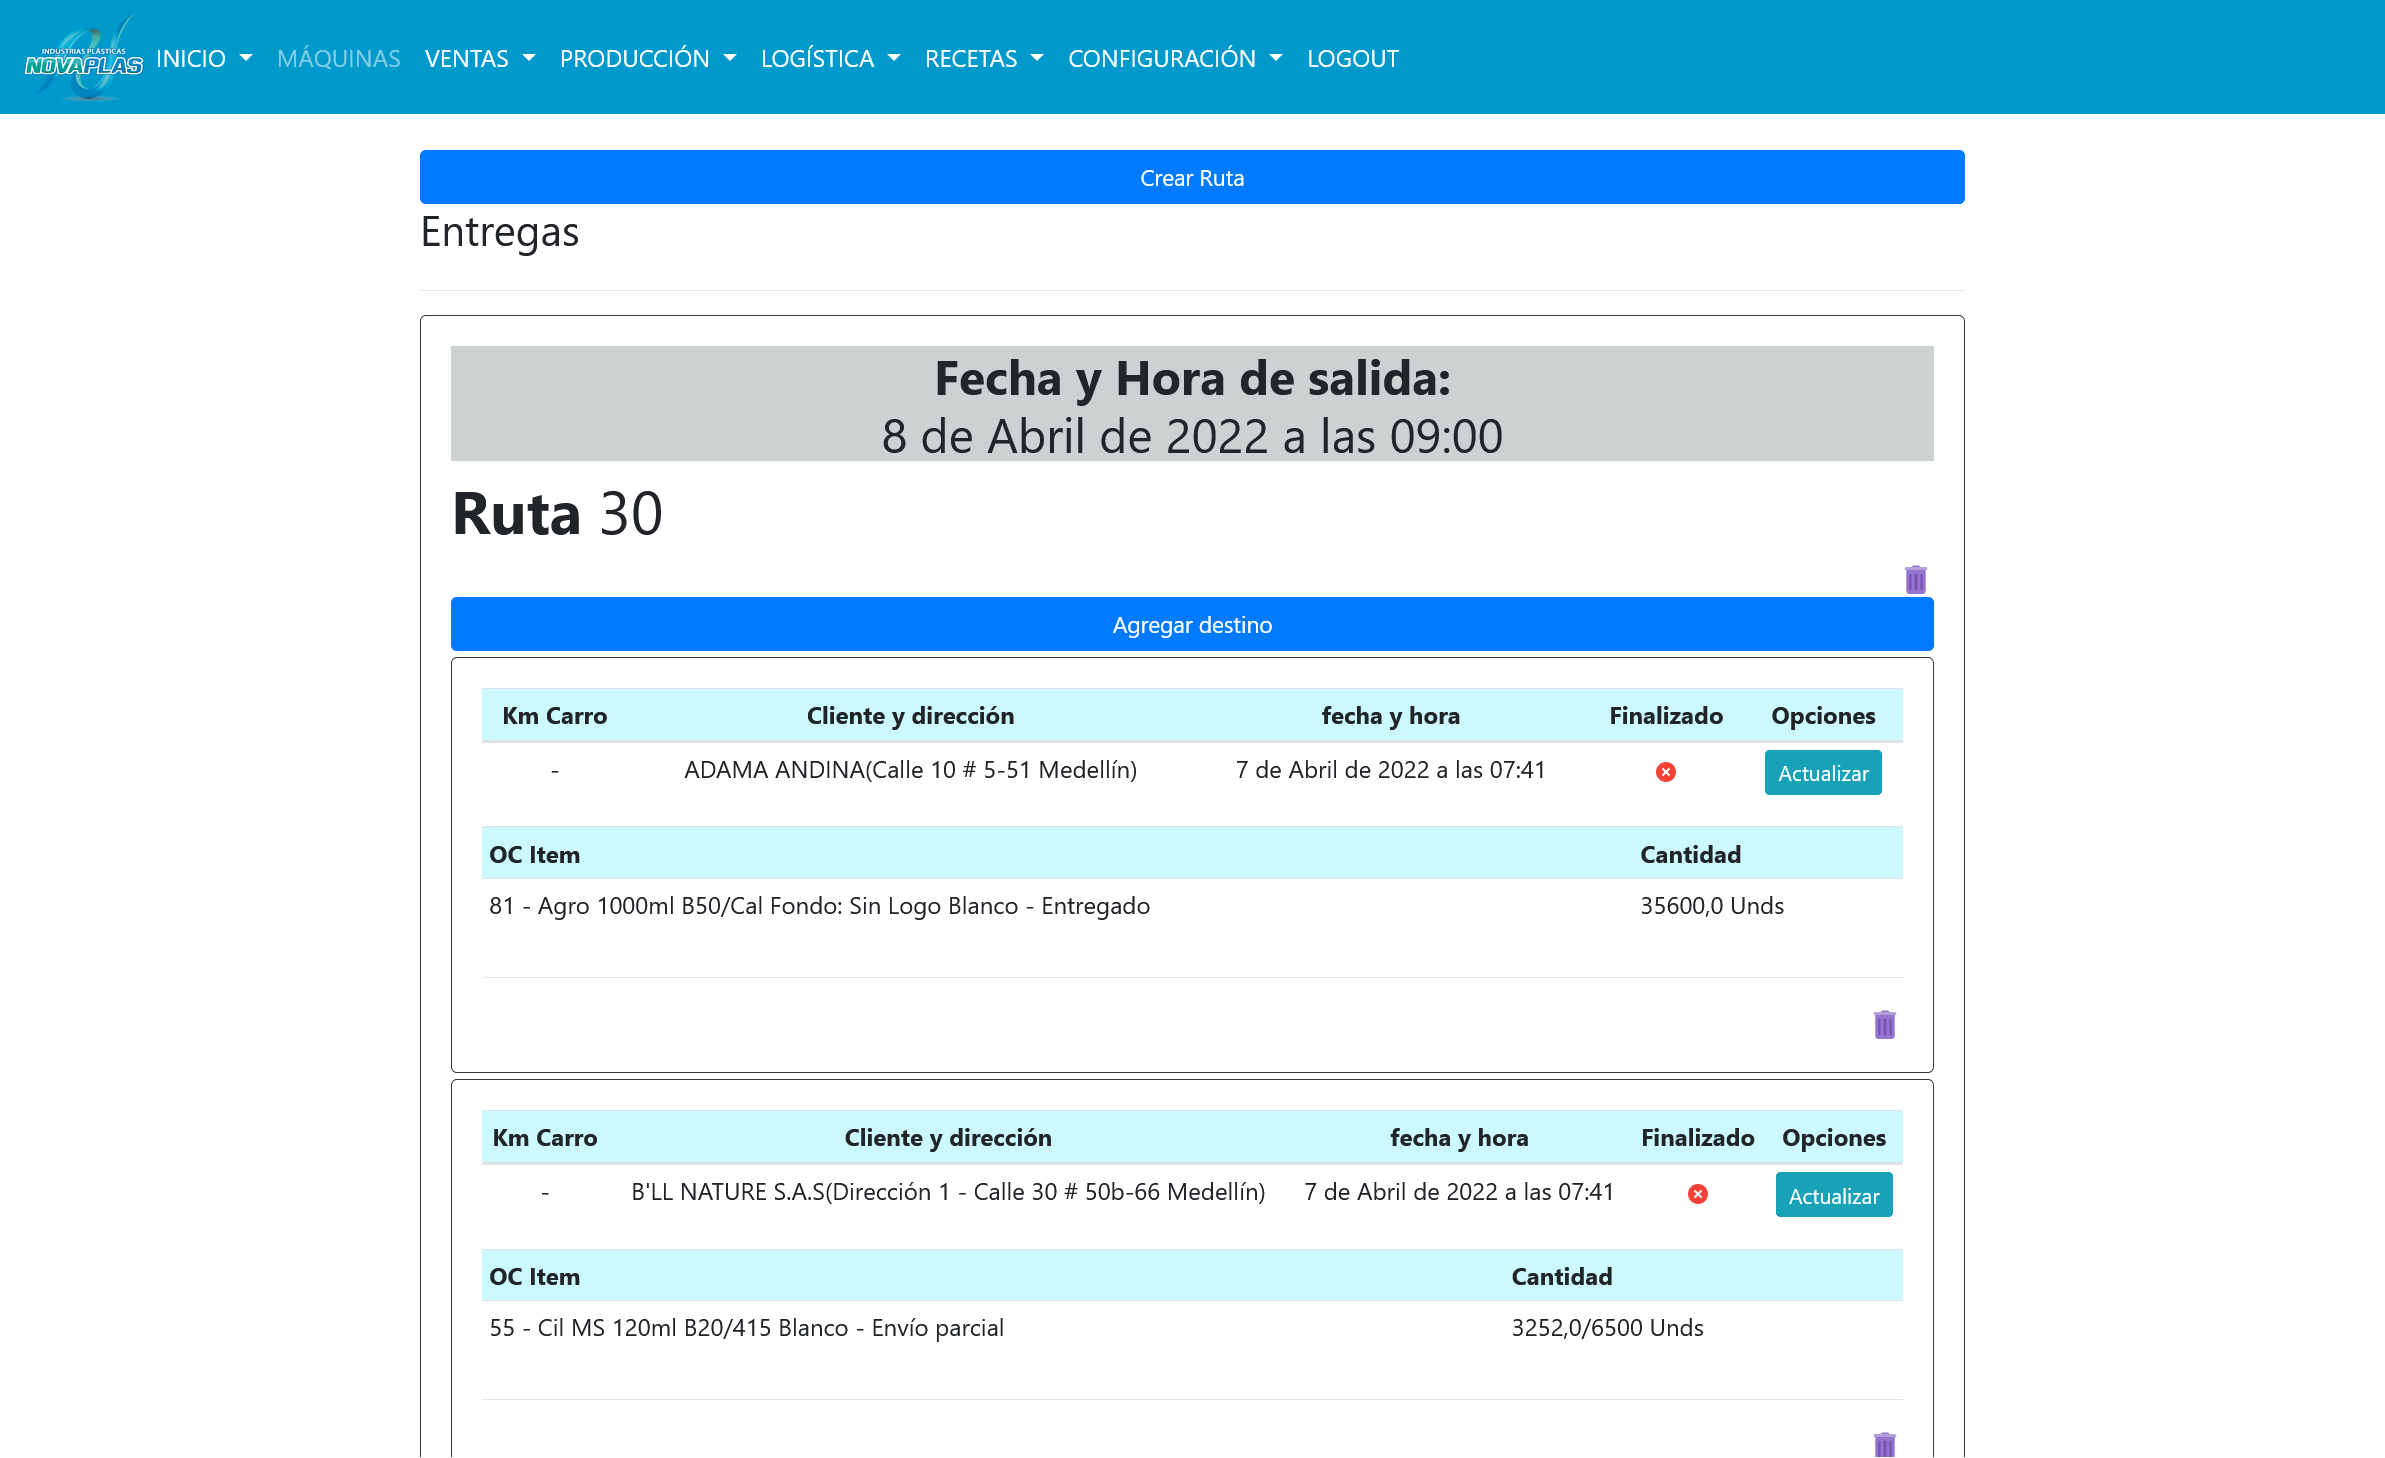 INDUSTRIAS PLÁSTICAS
NOVAPLAS
INICIO MÁQUINAS VENTAS PRODUCCIÓN LOGÍSTICA RECETAS CONFIGURACIÓN LOGOUT
Crear Ruta
Entregas
Fecha y Hora de salida:
8 de Abril de 2022 a las 09:00
Ruta 30
Agregar destino
Km Carro Cliente y dirección fecha y hora Finalizado Opciones
- ADAMA ANDINA(Calle 10 # 5-51 Medellín) 7 de Abril de 2022 a las 07:41 Actualizar
OC Item Cantidad
81 - Agro 1000ml B50/Cal Fondo: Sin Logo Blanco - Entregado 35600,0 Unds
Km Carro Cliente y dirección fecha y hora Finalizado Opciones
- B'LL NATURE S.A.S(Dirección 1 - Calle 30 # 50b-66 Medellín) 7 de Abril de 2022 a las 07:41 Actualizar
OC Item Cantidad
55 - Cil MS 120ml B20/415 Blanco - Envío parcial 3252,0/6500 Unds